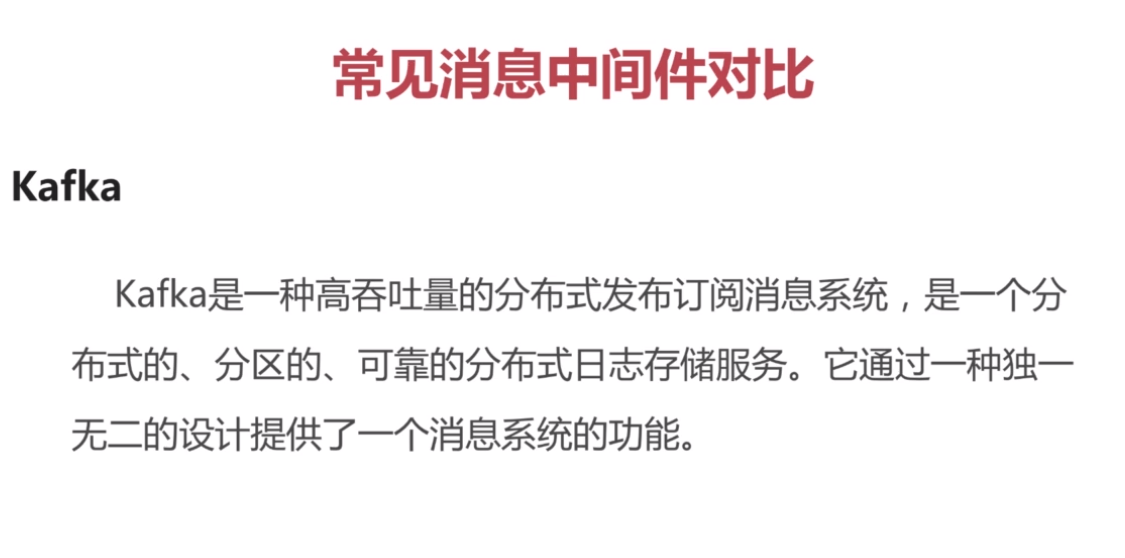 常见消息中间件对比
Kafka
Kafka是一种高吞吐量的分布式发布订阅消息系统，是一个分
布式的、分区的、可靠的分布式日志存储服务。它通过一种独一
无二的设计提供了一个消息系统的功能。